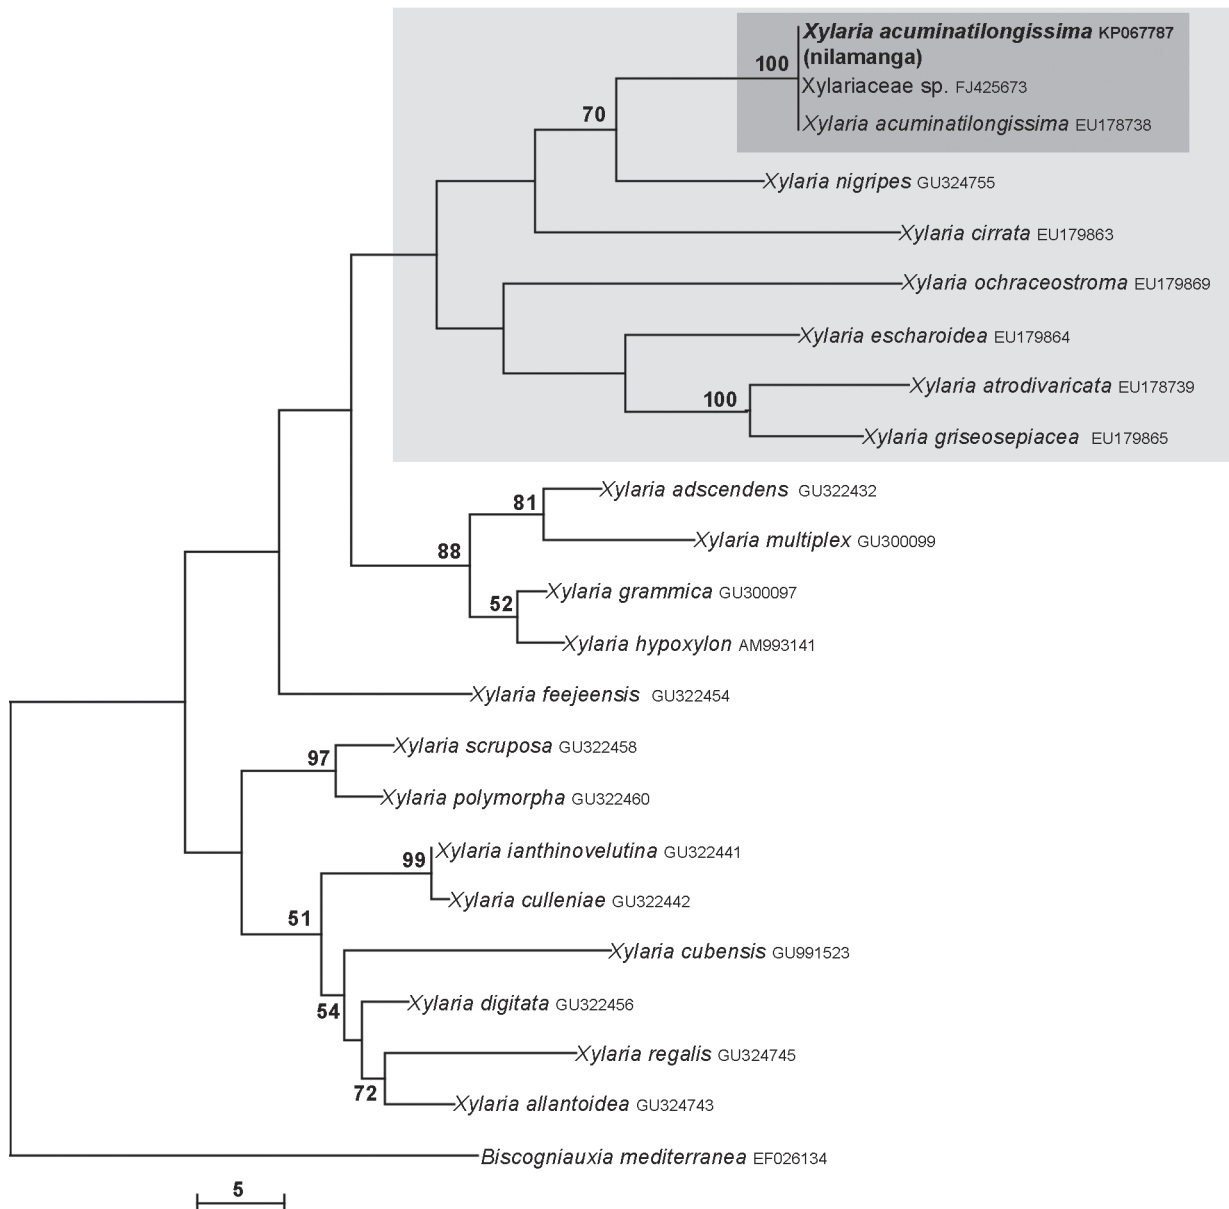 Xylaria acuminatilongissima KP067787
(nilamanga)
100
Xylariaceae sp. FJ425673
70
Xylaria acuminatilongissima EU178738
Xylaria nigripes GU324755
Xylaria cirrata EU179863
Xylaria ochraceostroma EU179869
Xylaria escharoidea EU179864
Xylaria atrodivaricata EU178739
100
Xylaria griseosepiacea EU179865
Xylaria adscendens GU322432
81
Xylaria multiplex GU300099
88
Xylaria grammica GU300097
52
Xylaria hypoxylon AM993141
Xylaria feejeensis GU322454
Xylaria scruposa GU322458
97
Xylaria polymorpha GU322460
Xylaria ianthinovelutina GU322441
99
Xylaria culleniae GU322442
51
Xylaria cubensis GU991523
Xylaria digitata GU322456
54
Xylaria regalis GU324745
72
Xylaria allantoidea GU324743
Biscogniauxia mediterranea EF026134
5